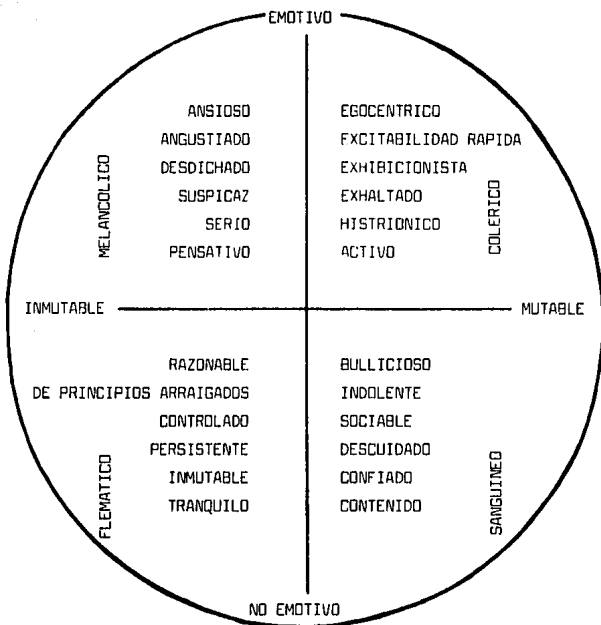 EMOTIVO
MELANCOLICO
ANSIOSO
ANGUSTIADO
DESDICHADO
SUSPICAZ
SERIO
PENSATIVO
EGOCENTRICO
EXCITABILIDAD RAPIDA
EXHIBICIONISTA
EXHALTADO
HISTRIONICO
ACTIVO
COLERICO
INMUTABLE
MUTABLE
FLEMATICO
RAZONABLE
DE PRINCIPIOS ARRAIGADOS
CONTROLADO
PERSISTENTE
INMUTABLE
TRANQUILO
BULLICIOSO
INDOLENTE
SOCIABLE
DESCUIDADO
CONFIADO
CONTENIDO
SANGUINEO
NO EMOTIVO